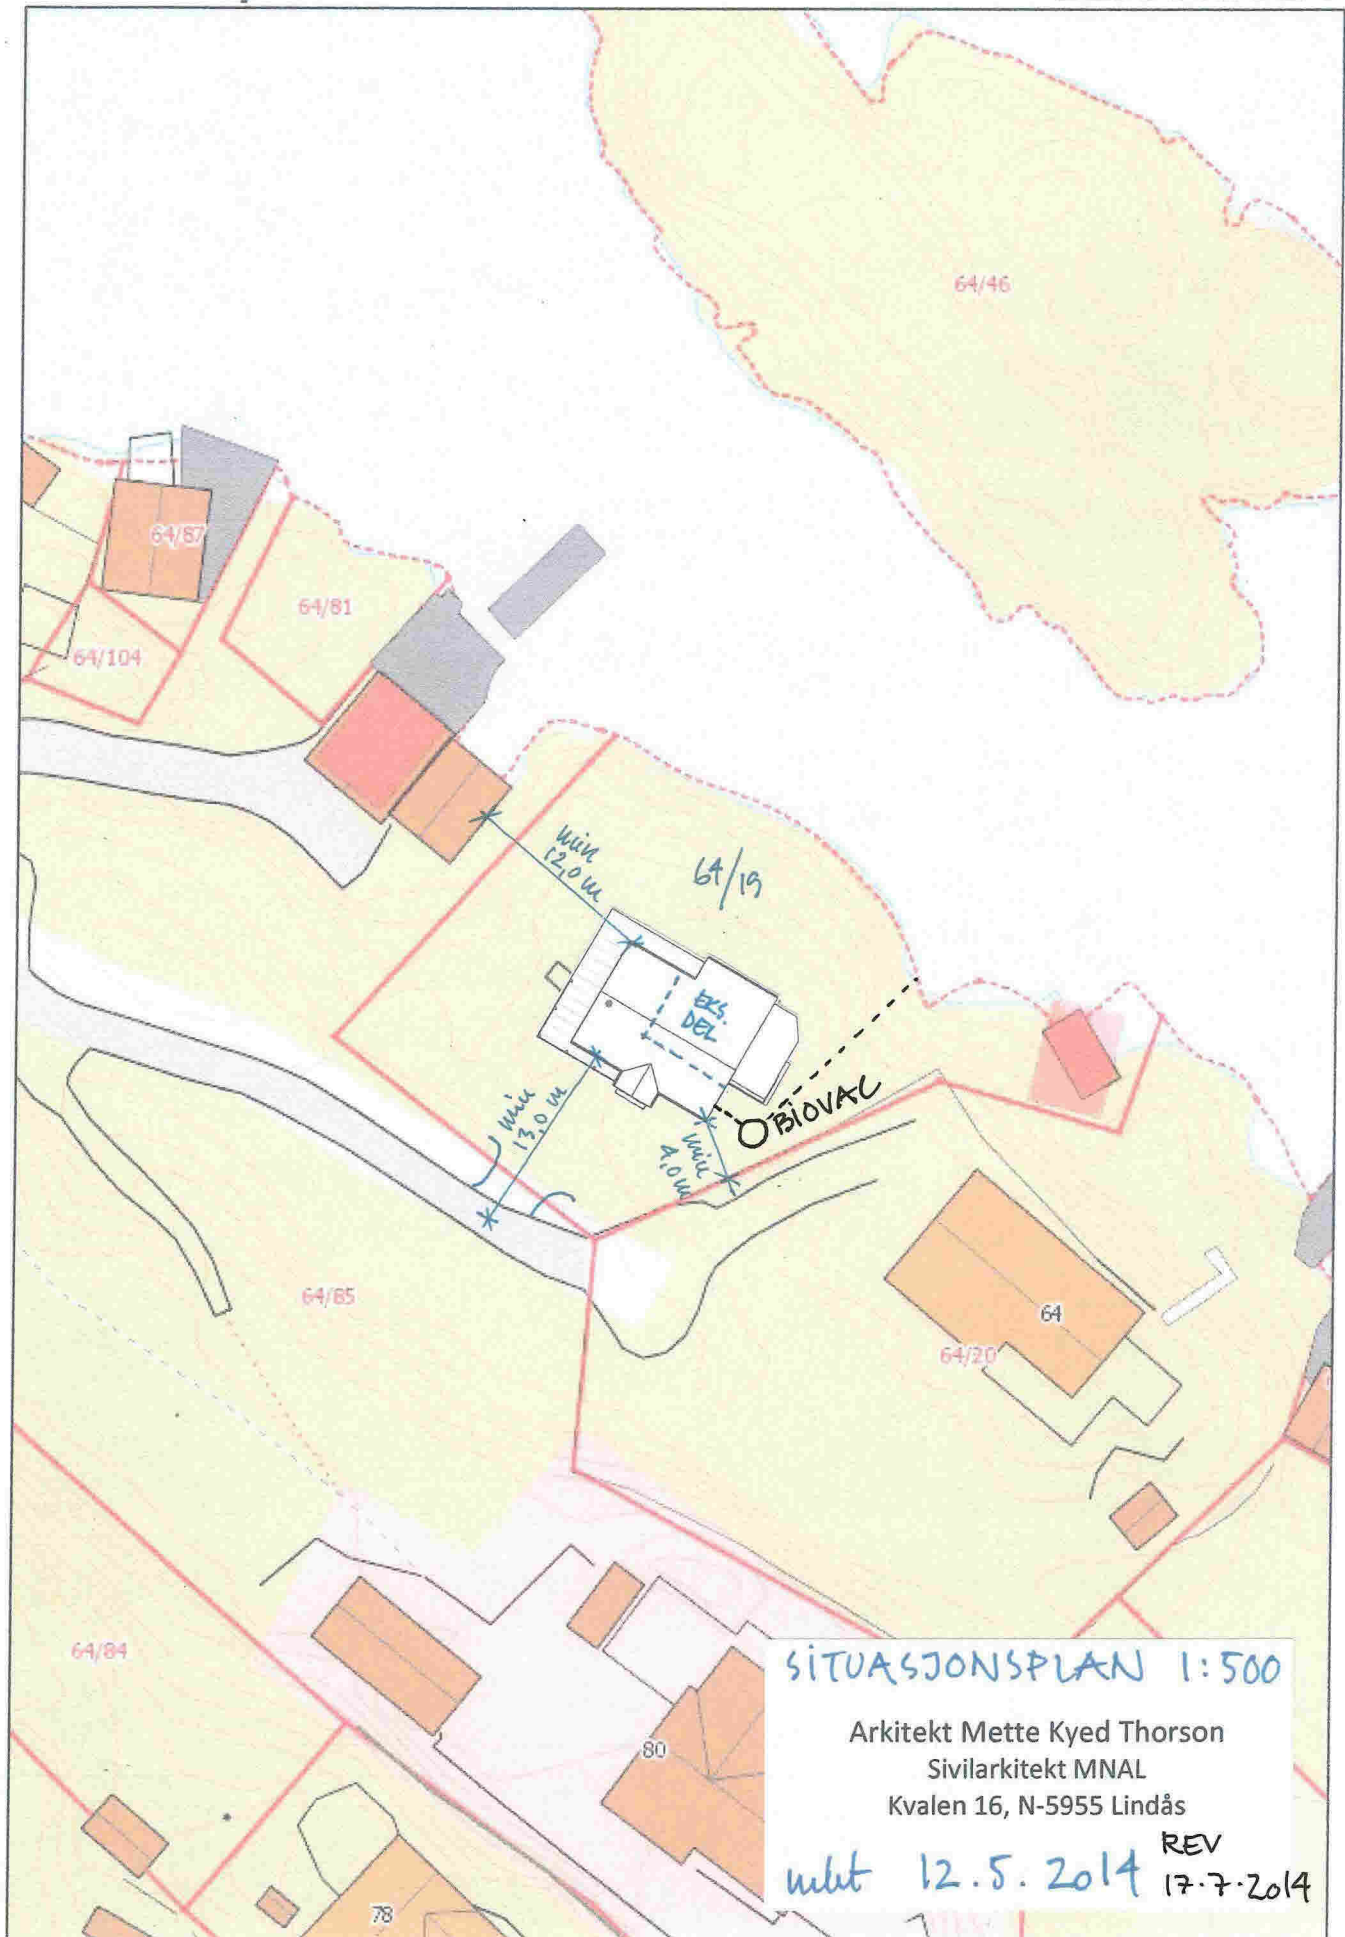 64/46
64/87
64/81
64/104
min
12,0 m
64/19
EKS.
DEL
BIOVAC
min
13,0 m
min
4,0 m
64/85
64
64/20
64/84
80
78
SITUASJONSPLAN 1:500
Arkitekt Mette Kyed Thorson
Sivilarkitekt MNAL
Kvalen 16, N-5955 Lindås
12.5.2014
REV
17.7.2014